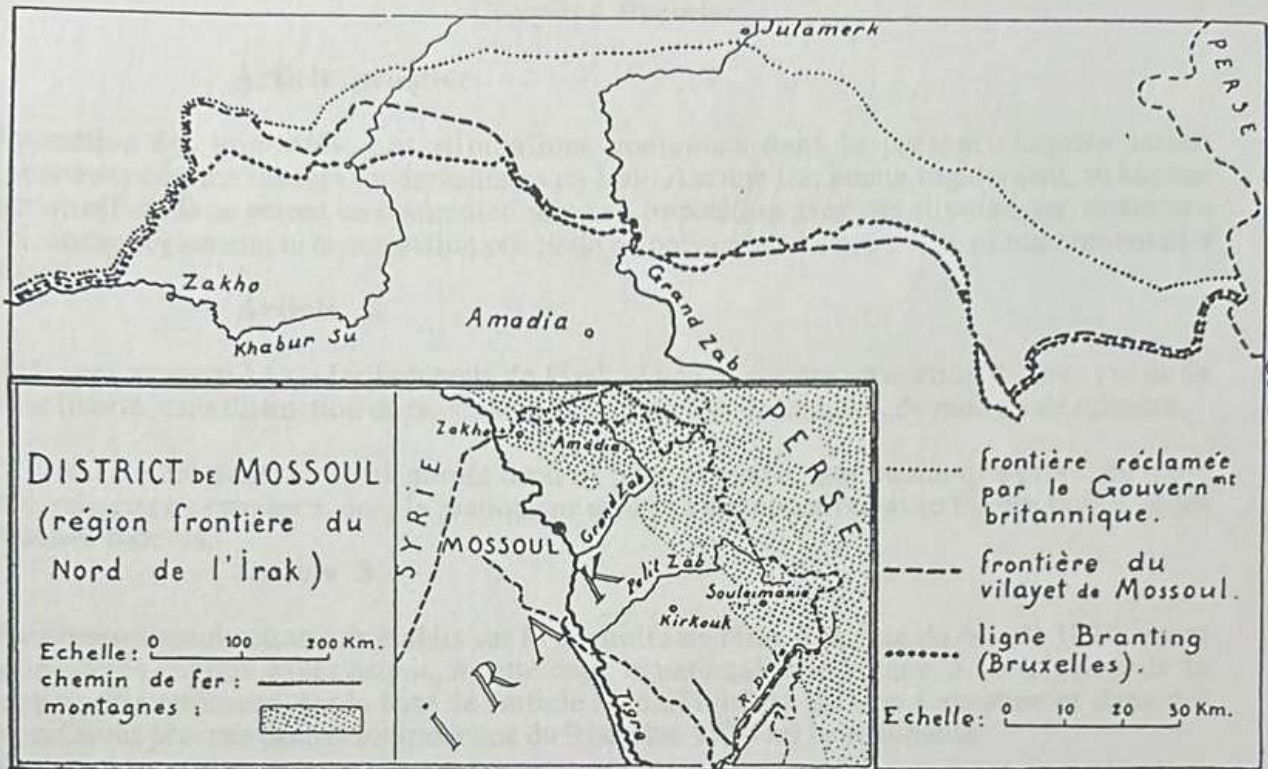 Julamerk
PERSE
Zakho
Khabur Su
Amadia
Grand Zab
DISTRICT DE MOSSOUL
(région frontière du
Nord de l'İrak)
Echelle: 0 100 200 Km.
chemin de fer:
montagnes:
SYRIE
Zakho
Amadia
PERSE
Grand Zab
MOSSOUL
Petit Zab
Souleimanie
Kirkouk
IRAK
Tigre
Diala
frontière réclamée
par le Gouvernmt
britannique.
frontière du
vilayet de Mossoul.
ligne Branting
(Bruxelles).
Echelle: 0 10 20 30 Km.